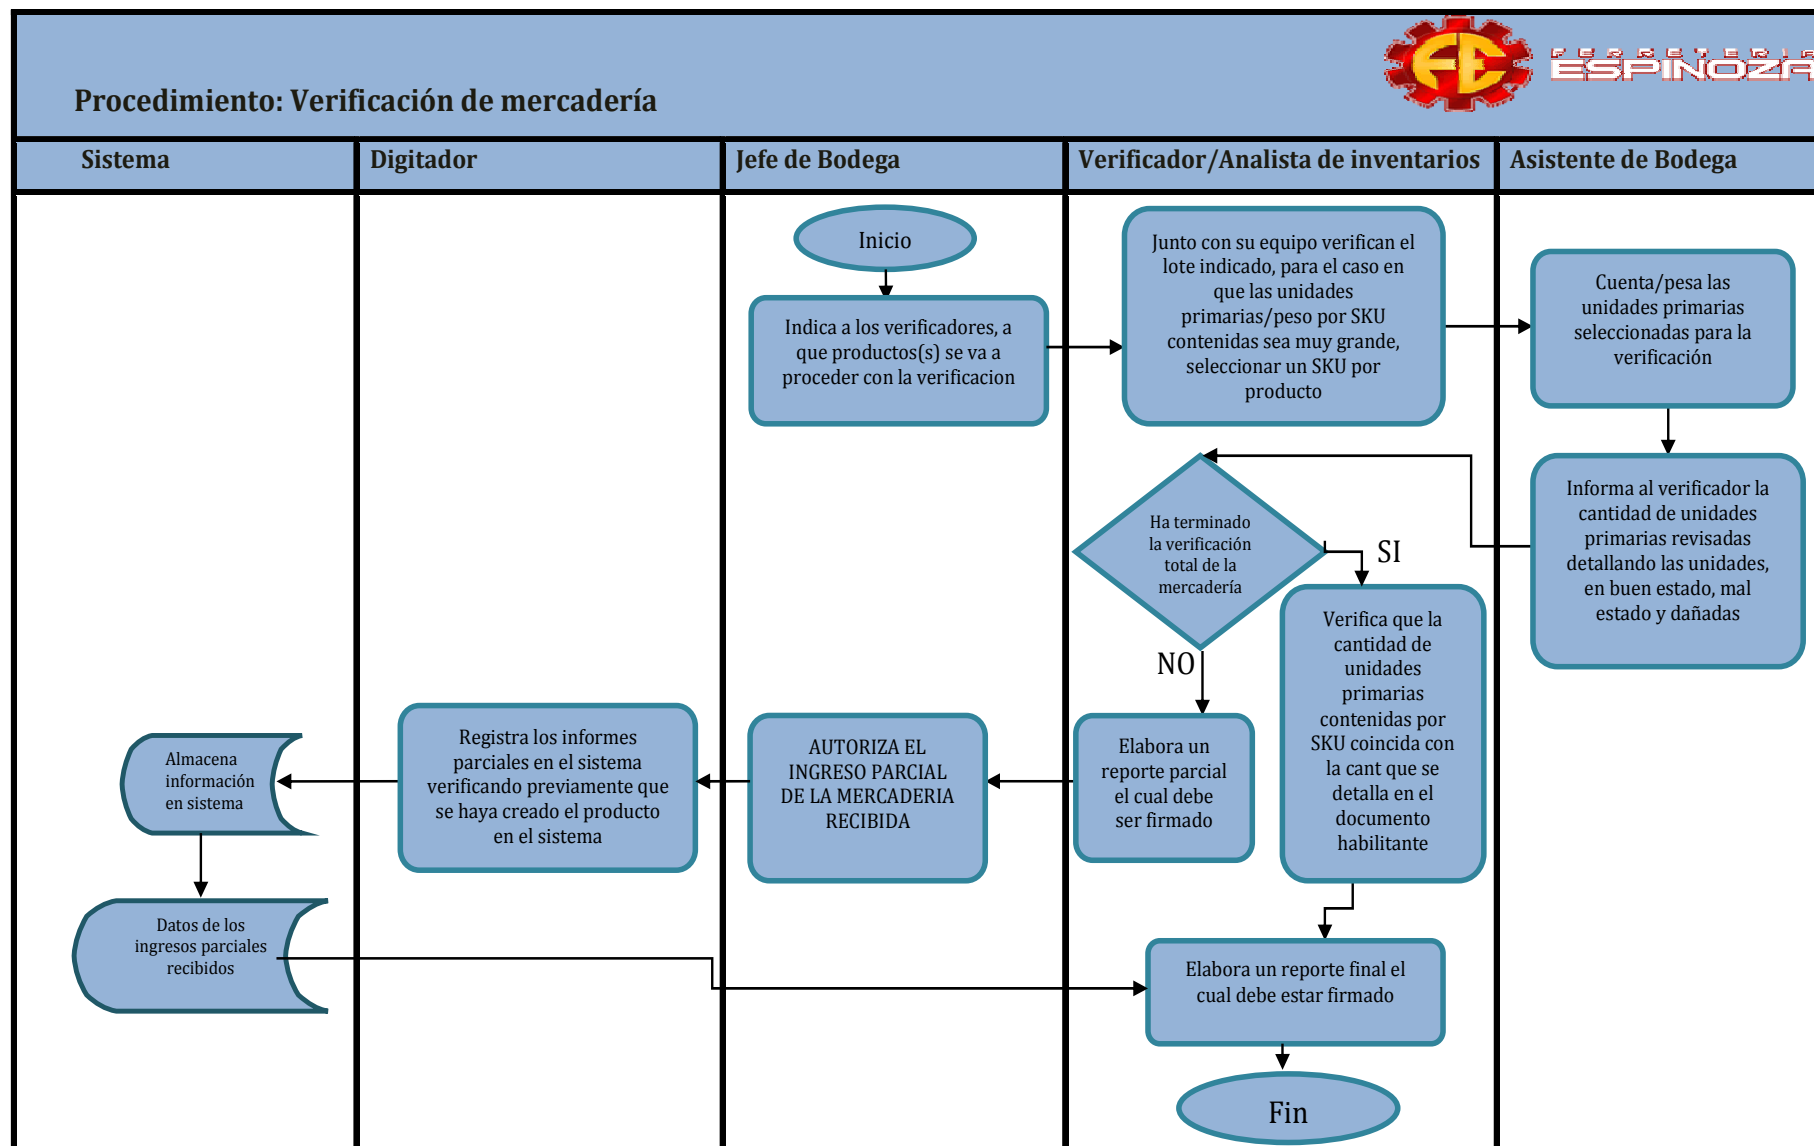 FERRETERIA
ESPINOZA
Procedimiento: Verificación de mercadería
Sistema
Digitador
Jefe de Bodega
Verificador/Analista de inventarios
Asistente de Bodega
Inicio
Indica a los verificadores, a
que productos(s) se va a
proceder con la verificacion
Junto con su equipo verifican el
lote indicado, para el caso en
que las unidades
primarias/peso por SKU
contenidas sea muy grande,
seleccionar un SKU por
producto
Cuenta/pesa las
unidades primarias
seleccionadas para la
verificación
Informa al verificador la
cantidad de unidades
primarias revisadas
detallando las unidades,
en buen estado, mal
estado y dañadas
Ha terminado
la verificación
total de la
mercadería
SI
NO
Verifica que la
cantidad de
unidades
primarias
contenidas por
SKU coincida con
la cant que se
detalla en el
documento
habilitante
Elabora un
reporte parcial
el cual debe
ser firmado
AUTORIZA EL
INGRESO PARCIAL
DE LA MERCADERIA
RECIBIDA
Registra los informes
parciales en el sistema
verificando previamente que
se haya creado el producto
en el sistema
Almacena
información
en sistema
Datos de los
ingresos parciales
recibidos
Elabora un reporte final el
cual debe estar firmado
Fin